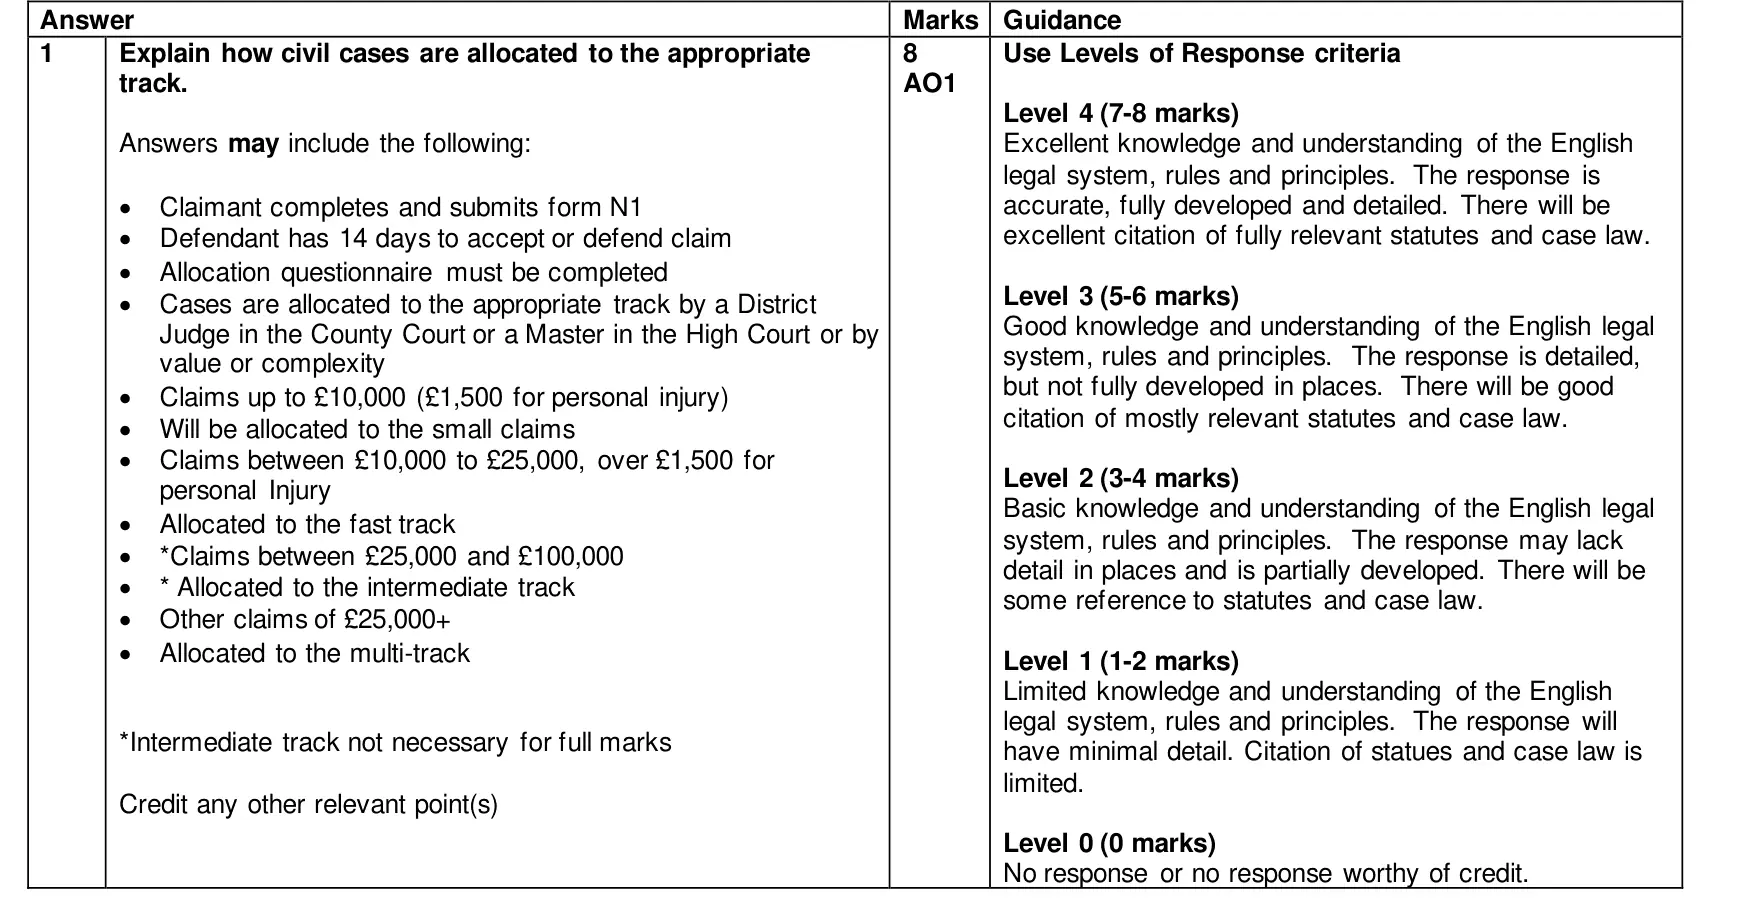 Answer Marks Guidance
1 Explain how civil cases are allocated to the appropriate
track.
Answers may include the following:
• Claimant completes and submits form N1
• Defendant has 14 days to accept or defend claim
• Allocation questionnaire must be completed
• Cases are allocated to the appropriate track by a District
Judge in the County Court or a Master in the High Court or by
value or complexity
• Claims up to £10,000 (£1,500 for personal injury)
• Will be allocated to the small claims
• Claims between £10,000 to £25,000, over £1,500 for
personal Injury
• Allocated to the fast track
• *Claims between £25,000 and £100,000
• * Allocated to the intermediate track
• Other claims of £25,000+
• Allocated to the multi-track
*Intermediate track not necessary for full marks
Credit any other relevant point(s)
8
AO1
Use Levels of Response criteria
Level 4 (7-8 marks)
Excellent knowledge and understanding of the English
legal system, rules and principles. The response is
accurate, fully developed and detailed. There will be
excellent citation of fully relevant statutes and case law.
Level 3 (5-6 marks)
Good knowledge and understanding of the English legal
system, rules and principles. The response is detailed,
but not fully developed in places. There will be good
citation of mostly relevant statutes and case law.
Level 2 (3-4 marks)
Basic knowledge and understanding of the English legal
system, rules and principles. The response may lack
detail in places and is partially developed. There will be
some reference to statutes and case law.
Level 1 (1-2 marks)
Limited knowledge and understanding of the English
legal system, rules and principles. The response will
have minimal detail. Citation of statues and case law is
limited.
Level 0 (0 marks)
No response or no response worthy of credit.